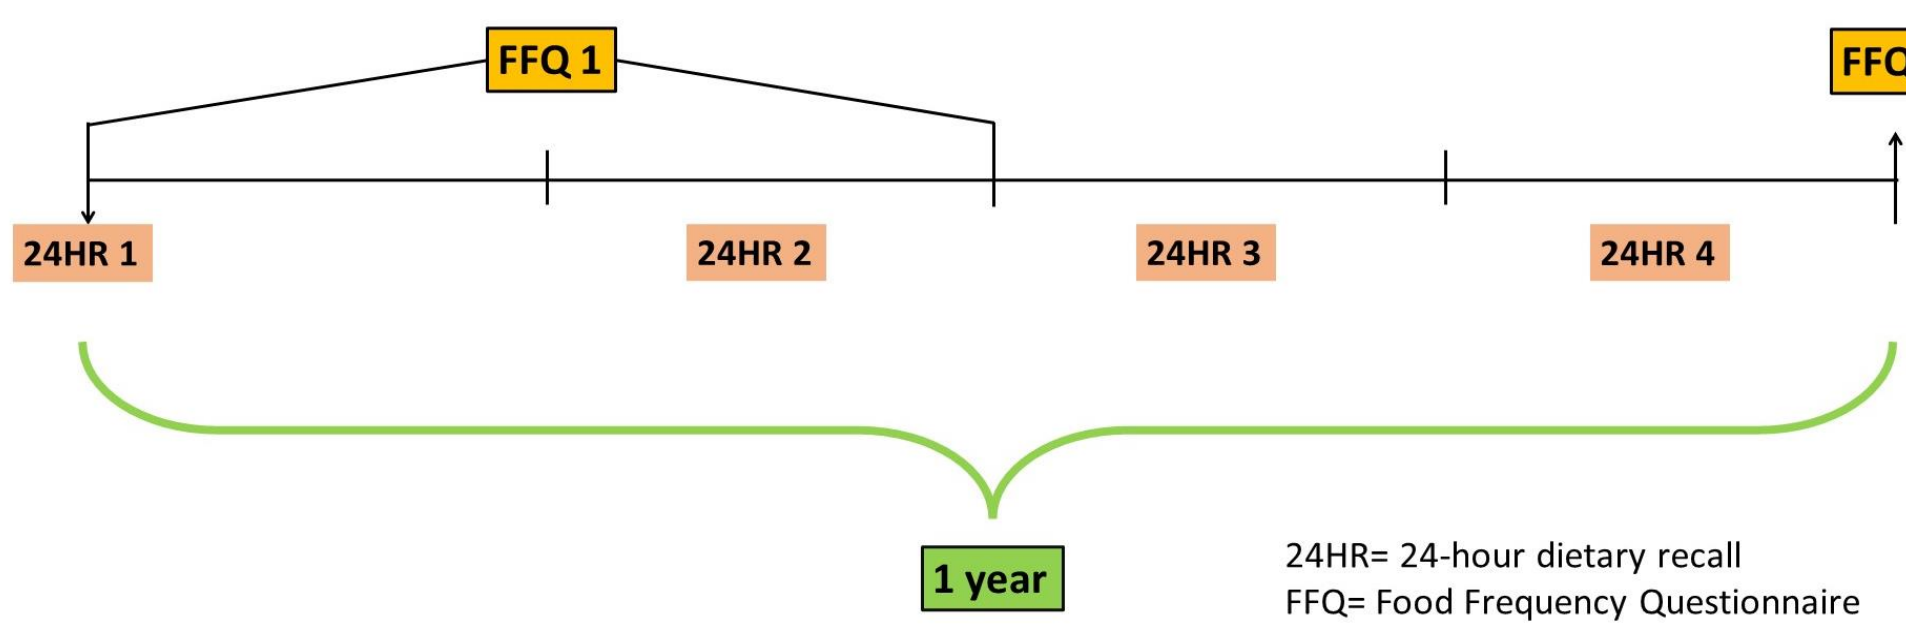 FFQ 1
FFQ
24HR 1
24HR 2
24HR 3
24HR 4
1 year
24HR= 24-hour dietary recall
FFQ= Food Frequency Questionnaire